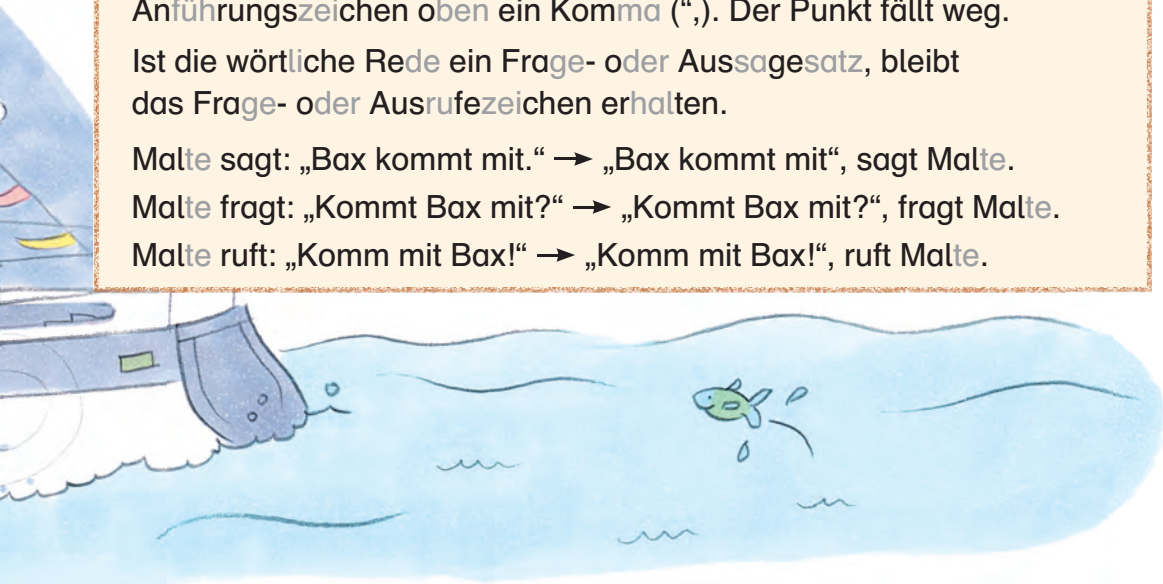 Anführungszeichen oben ein Komma (“,). Der Punkt fällt weg.
Ist die wörtliche Rede ein Frage- oder Aussagesatz, bleibt
das Frage- oder Ausrufezeichen erhalten.
Malte sagt: „Bax kommt mit.“ → „Bax kommt mit“, sagt Malte.
Malte fragt: „Kommt Bax mit?“ → „Kommt Bax mit?“, fragt Malte.
Malte ruft: „Komm mit Bax!“ → „Komm mit Bax!“, ruft Malte.